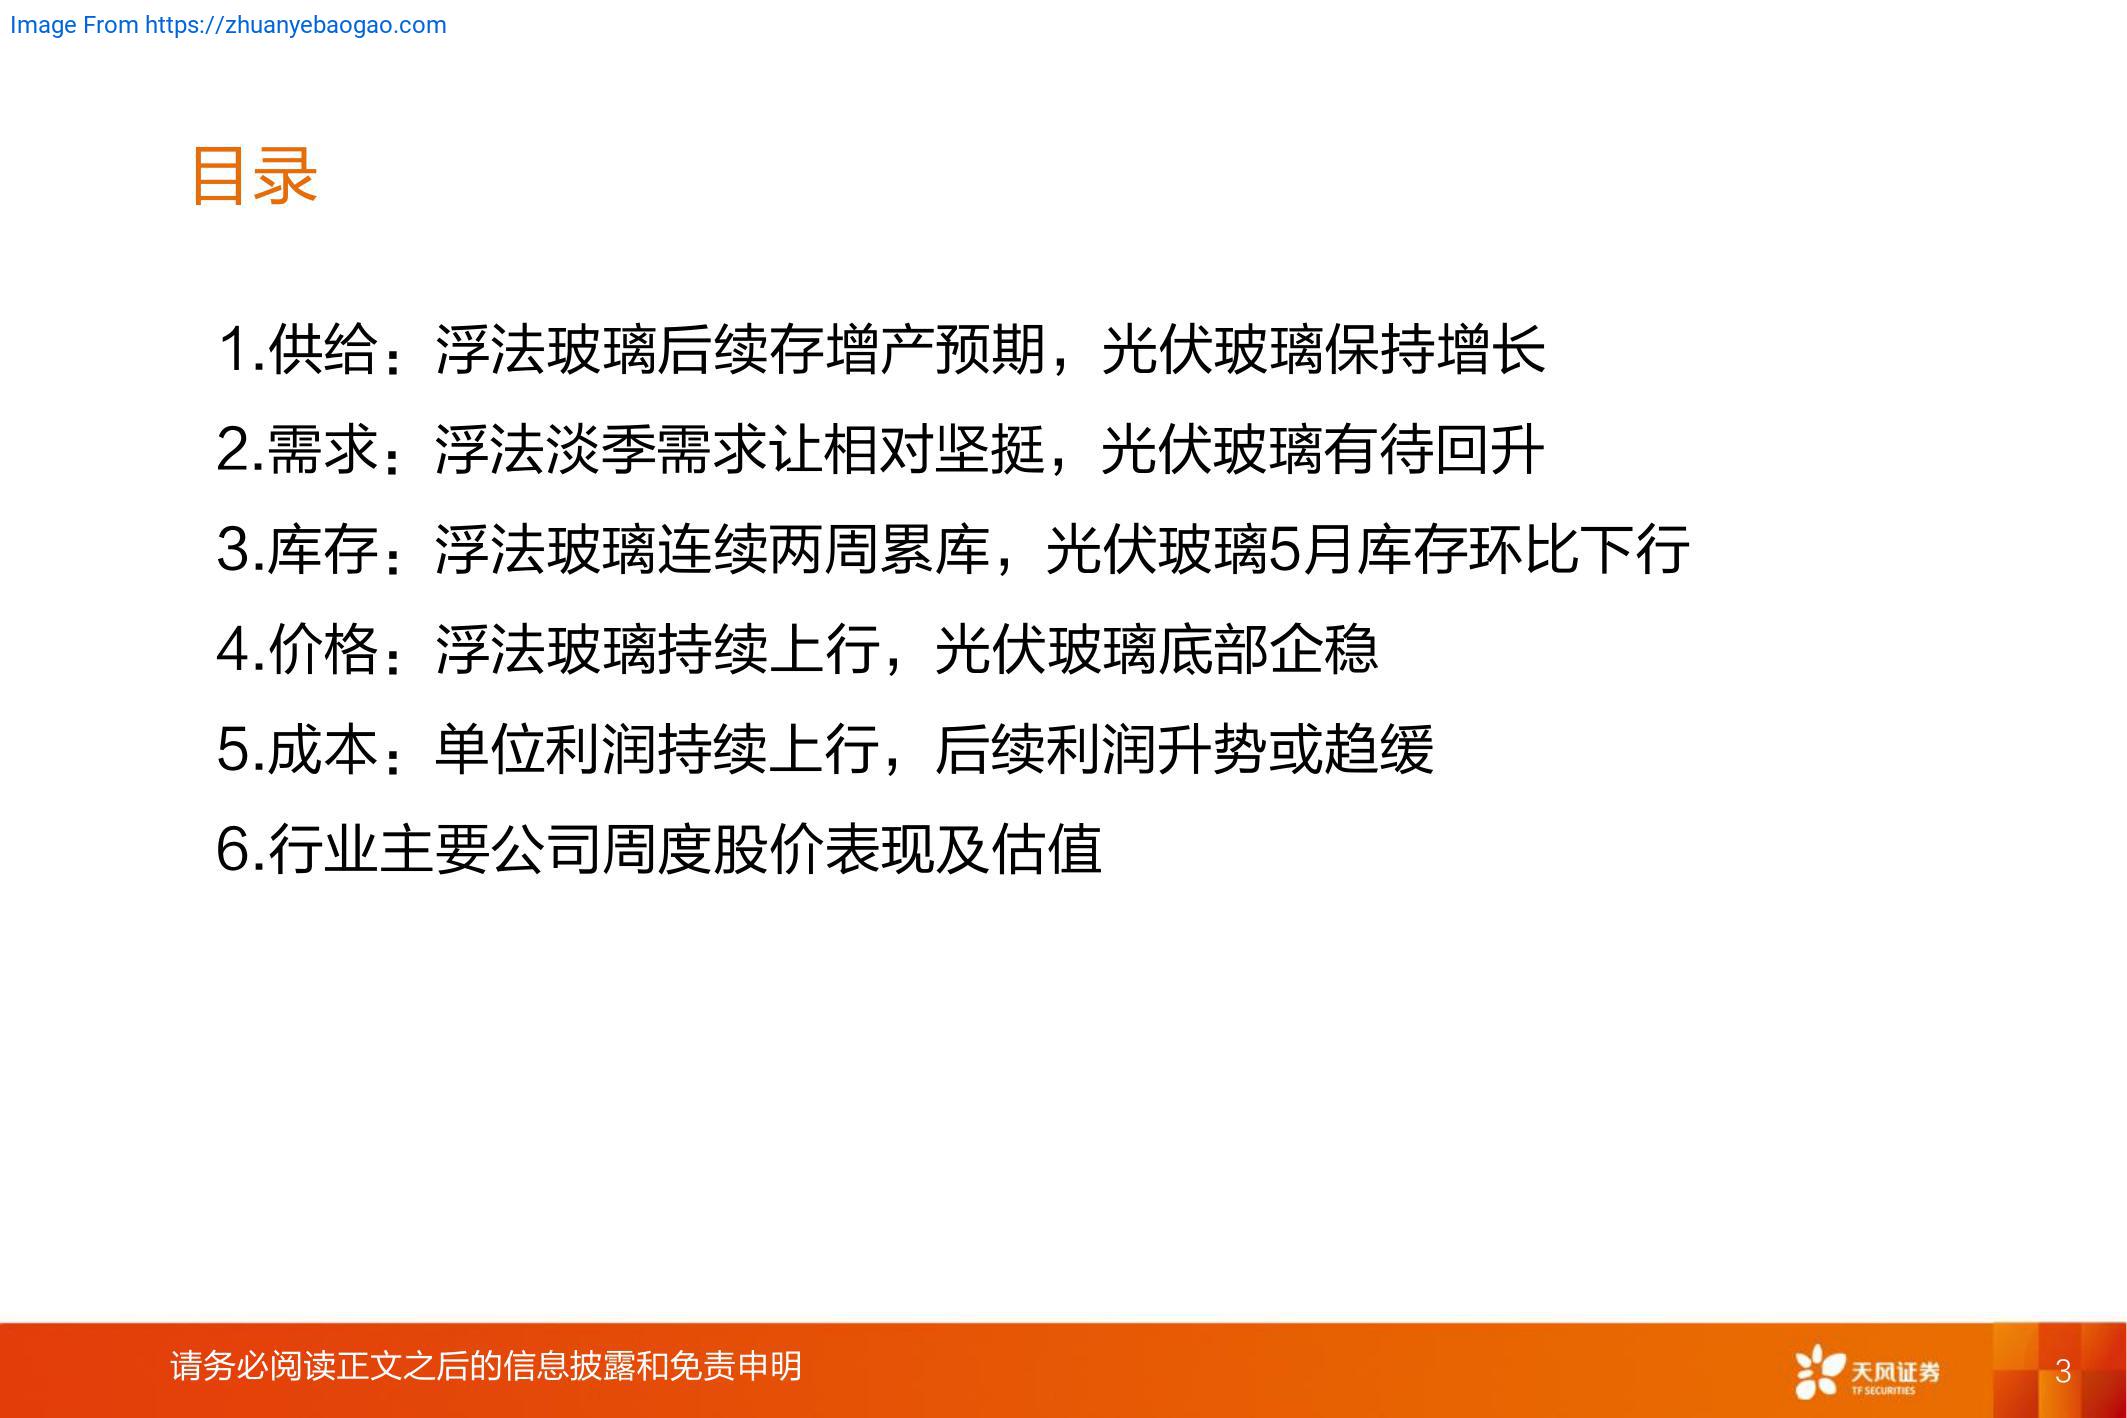 Image From https://zhuanyebaogao.com
目录
1.供给：浮法玻璃后续存增产预期，光伏玻璃保持增长
2.需求：浮法淡季需求让相对坚挺，光伏玻璃有待回升
3.库存：浮法玻璃连续两周累库，光伏玻璃5月库存环比下行
4.价格：浮法玻璃持续上行，光伏玻璃底部企稳
5.成本：单位利润持续上行，后续利润升势或趋缓
6.行业主要公司周度股价表现及估值
请务必阅读正文之后的信息披露和免责申明
天风证券
TF SECURITIES
3